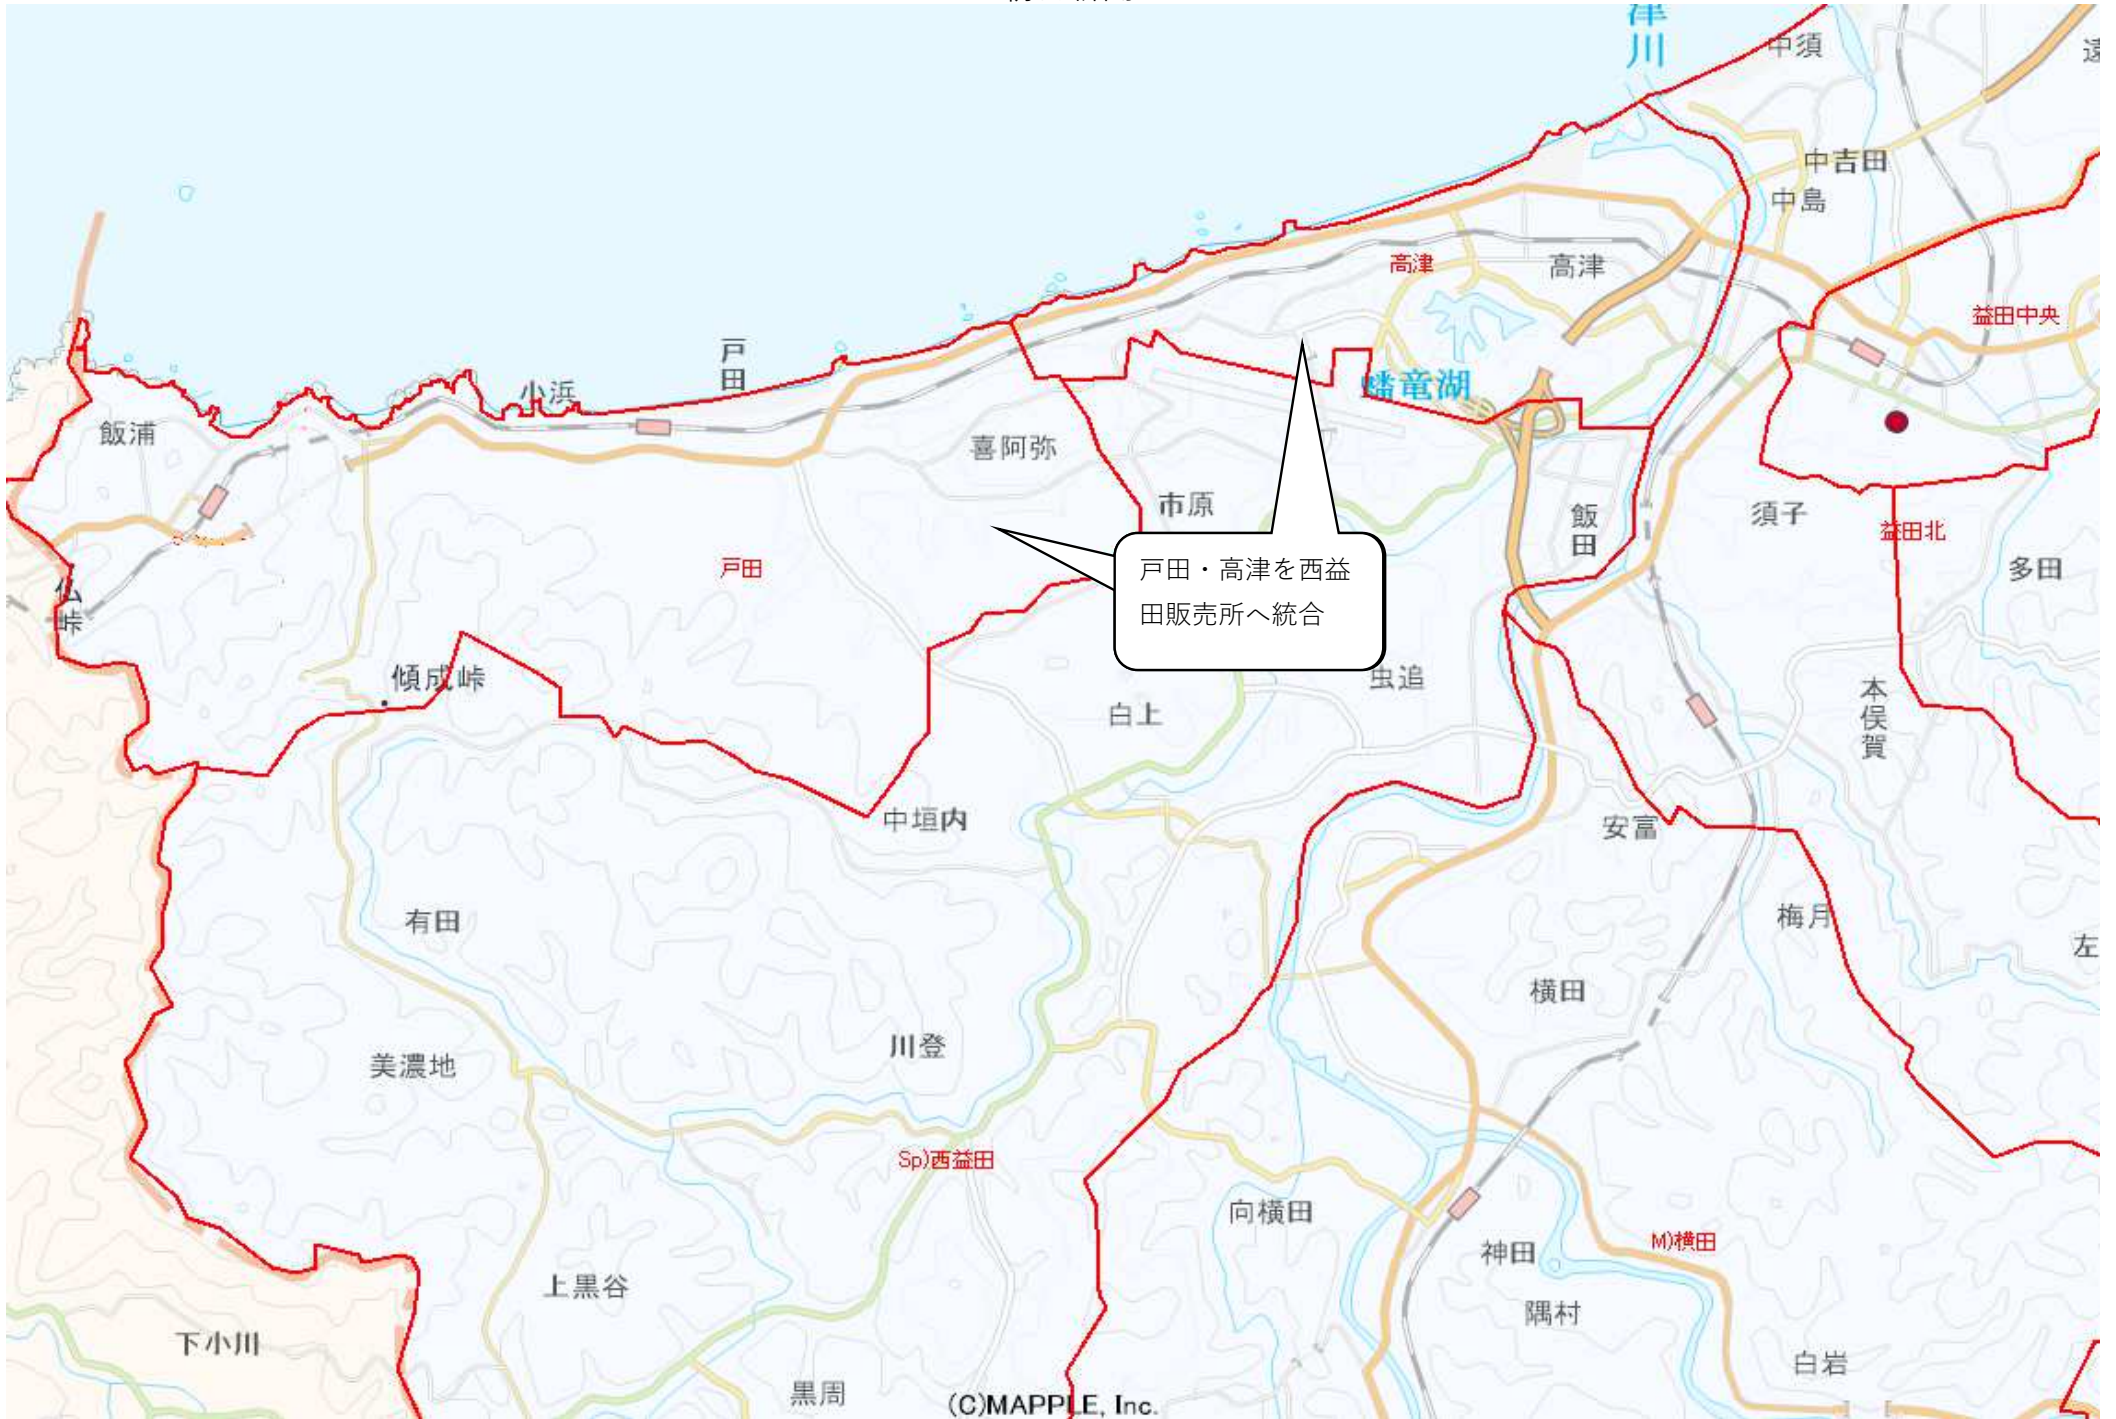 津川
中須
遠
中吉田
中島
高津
高津
益田中央
戸田
小浜
蟠竜湖
飯浦
喜阿弥
市原
飯田
須子
益田北
戸田
多田
仏峠
戸田・高津を西益
田販売所へ統合
傾成峠
虫追
白上
本俣賀
中垣内
安富
有田
梅月
左
横田
川登
美濃地
Sp)西益田
向横田
神田
M)横田
上黒谷
隅村
下小川
白岩
黒周
(C)MAPPLE, Inc.